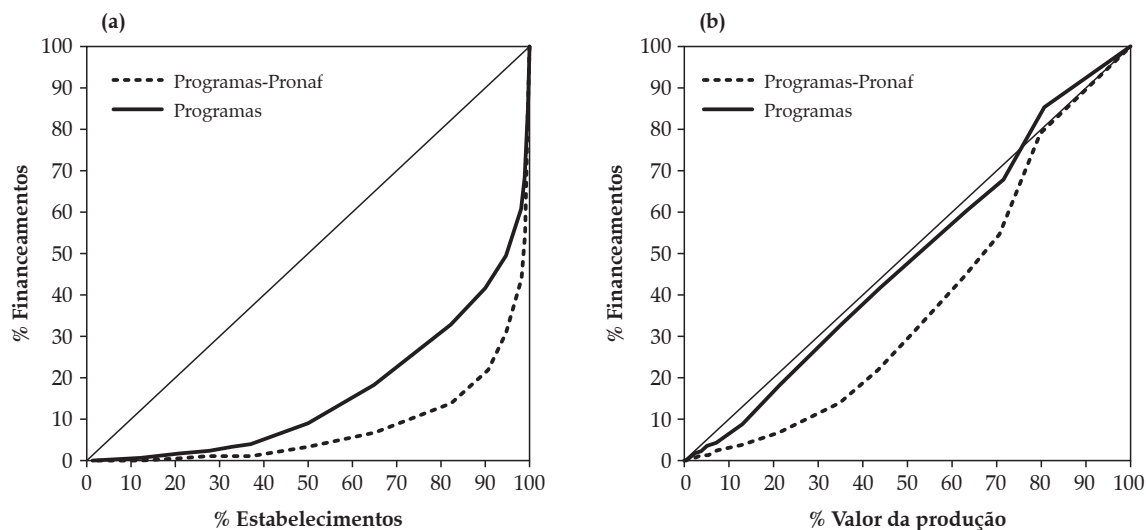 (a)
% Financeamentos
100
90
80
70
60
50
40
30
20
10
0
Programas-Pronaf
Programas
0 10 20 30 40 50 60 70 80 90 100
% Estabelecimentos
(b)
% Financeamentos
100
90
80
70
60
50
40
30
20
10
0
Programas-Pronaf
Programas
0 10 20 30 40 50 60 70 80 90 100
% Valor da produção